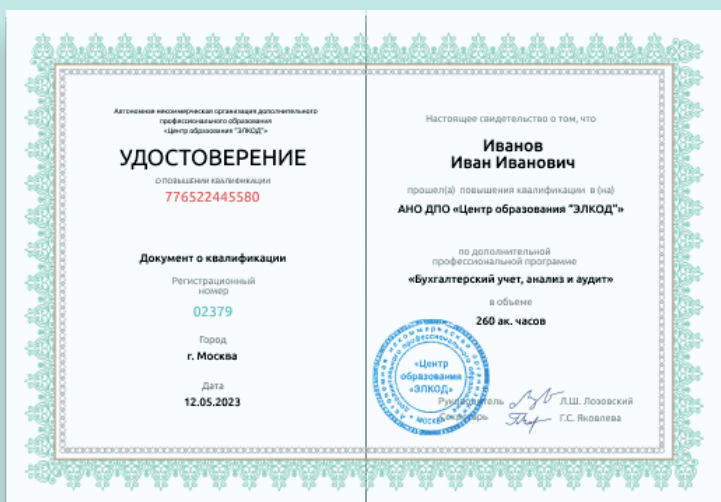 Автономная некоммерческая организация дополнительного
профессионального образования
«Центр образования "ЭЛКОД"»
УДОСТОВЕРЕНИЕ
О ПОВЫШЕНИИ КВАЛИФИКАЦИИ
776522445580
Документ о квалификации
Регистрационный
номер
02379
Город
г. Москва
Дата
12.05.2023
Настоящее свидетельство о том, что
Иванов
Иван Иванович
прошел(а) повышения квалификации в (на)
АНО ДПО «Центр образования "ЭЛКОД"»
по дополнительной
профессиональной программе
«Бухгалтерский учет, анализ и аудит»
в объеме
260 ак. часов
«Центр
образования
«ЭЛКОД»
МОСКВА
Руководитель Л.Ш. Лозовский
Секретарь Г.С. Яковлева